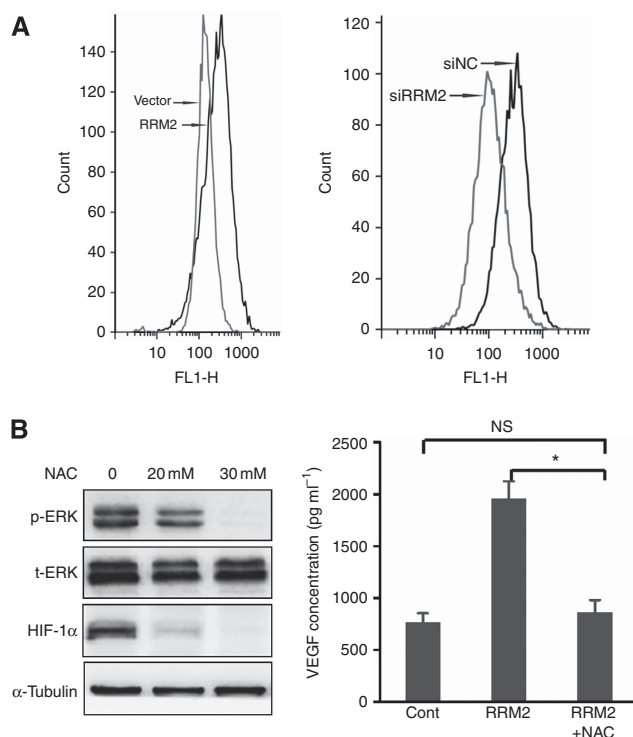 A
140
120
100
80
60
40
20
0
Count
Vector
RRM2
10 100 1000
FL1-H
120
100
80
60
40
20
0
Count
siNC
siRRM2
10 100 1000
FL1-H
B
NAC 0 20 mM 30 mM
p-ERK
t-ERK
HIF-1α
α-Tubulin
VEGF concentration (pg ml⁻¹)
2500
2000
1500
1000
500
0
NS
*
Cont RRM2 RRM2
+NAC